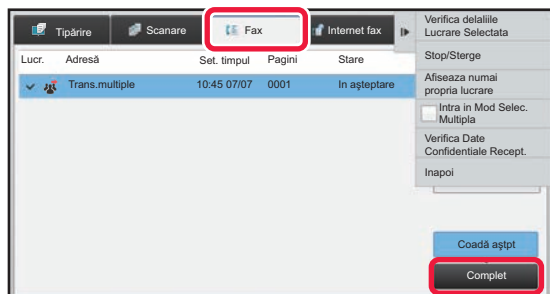 Tipărire
Scanare
Fax
Internet fax
Lucr.
Adresă
Set. timpul
Pagini
Stare
Trans.multiple
10:45 07/07
0001
In aşteptare
Verifica delaliile
Lucrare Selectata
Stop/Sterge
Afiseaza numai
propria lucrare
Intra in Mod Selec.
Multipla
Verifica Date
Confidentiale Recept.
Inapoi
Coadă aştpt
Complet